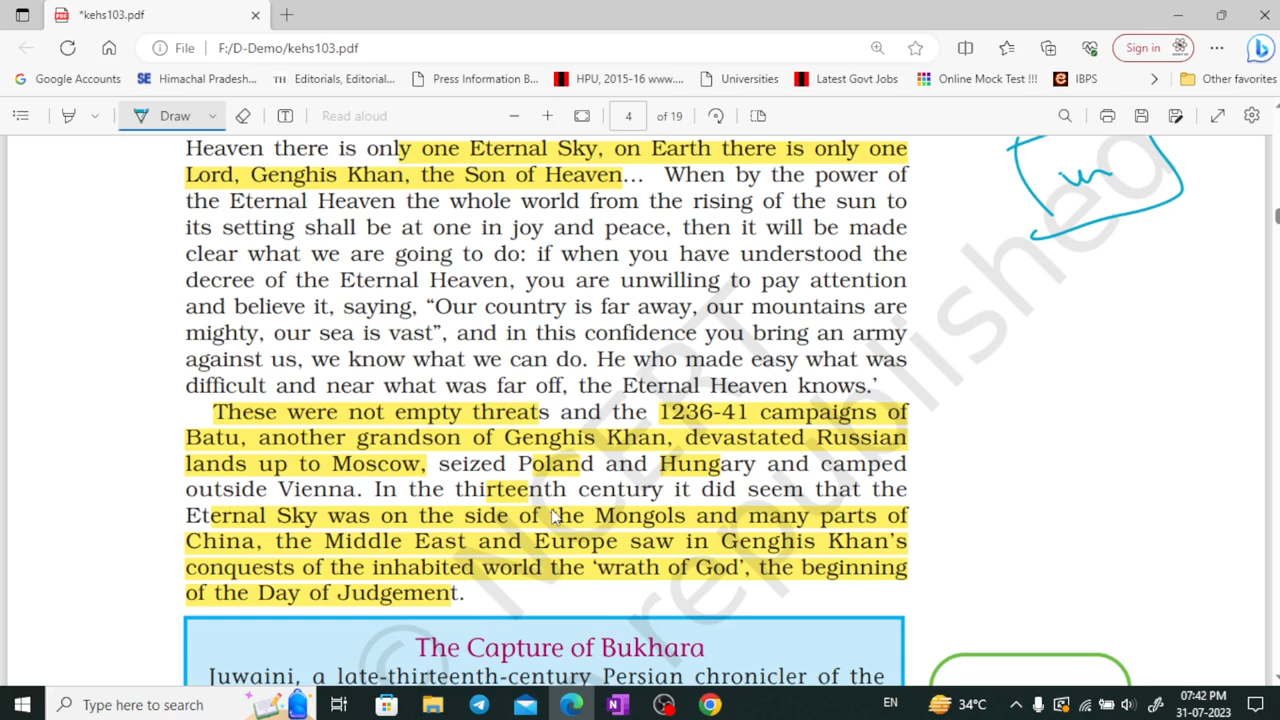 *kehs103.pdf
File F:/D-Demo/kehs103.pdf Sign in
Google Accounts SE Himachal Pradesh... TH Editorials, Editorial... Press Information B... HPU, 2015-16 www.... Universities Latest Govt Jobs Online Mock Test !!! IBPS Other favorites
Draw Read aloud 4 of 19
Heaven there is only one Eternal Sky, on Earth there is only one
Lord, Genghis Khan, the Son of Heaven... When by the power of
the Eternal Heaven the whole world from the rising of the sun to
its setting shall be at one in joy and peace, then it will be made
clear what we are going to do: if when you have understood the
decree of the Eternal Heaven, you are unwilling to pay attention
and believe it, saying, “Our country is far away, our mountains are
mighty, our sea is vast”, and in this confidence you bring an army
against us, we know what we can do. He who made easy what was
difficult and near what was far off, the Eternal Heaven knows.’
These were not empty threats and the 1236-41 campaigns of
Batu, another grandson of Genghis Khan, devastated Russian
lands up to Moscow, seized Poland and Hungary and camped
outside Vienna. In the thirteenth century it did seem that the
Eternal Sky was on the side of the Mongols and many parts of
China, the Middle East and Europe saw in Genghis Khan’s
conquests of the inhabited world the ‘wrath of God’, the beginning
of the Day of Judgement.
The Capture of Bukhara
Juwaini, a late-thirteenth-century Persian chronicler of the
© NCERT
republished
Type here to search EN 34°C 07:42 PM
31-07-2023